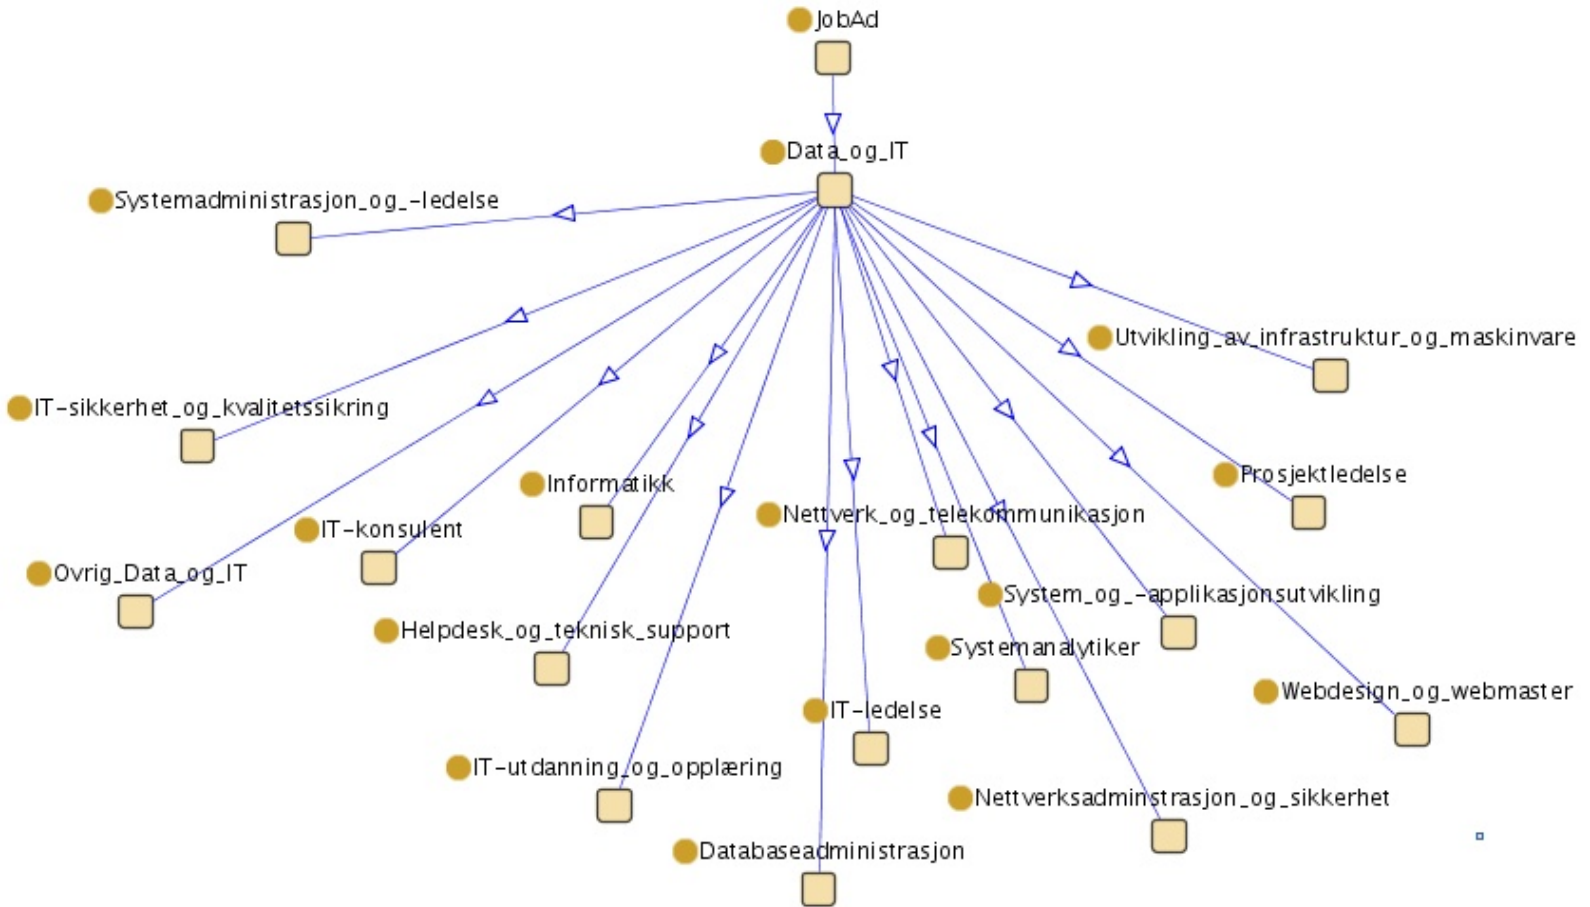 JobAd
Data_og_IT
Systemadministrasjon_og_-ledelse
Utvikling_av_infrastruktur_og_maskinvare
IT-sikkerhet_og_kvalitetssikring
Prosjektledelse
Informatikk
Nettverk_og_telekommunikasjon
IT-konsulent
Ovrig_Data_og_IT
System_og_-applikasjonsutvikling
Helpdesk_og_teknisk_support
Systemanalytiker
Webdesign_og_webmaster
IT-ledelse
IT-utdanning_og_opplæring
Nettverksadminstrasjon_og_sikkerhet
Databaseadministrasjon